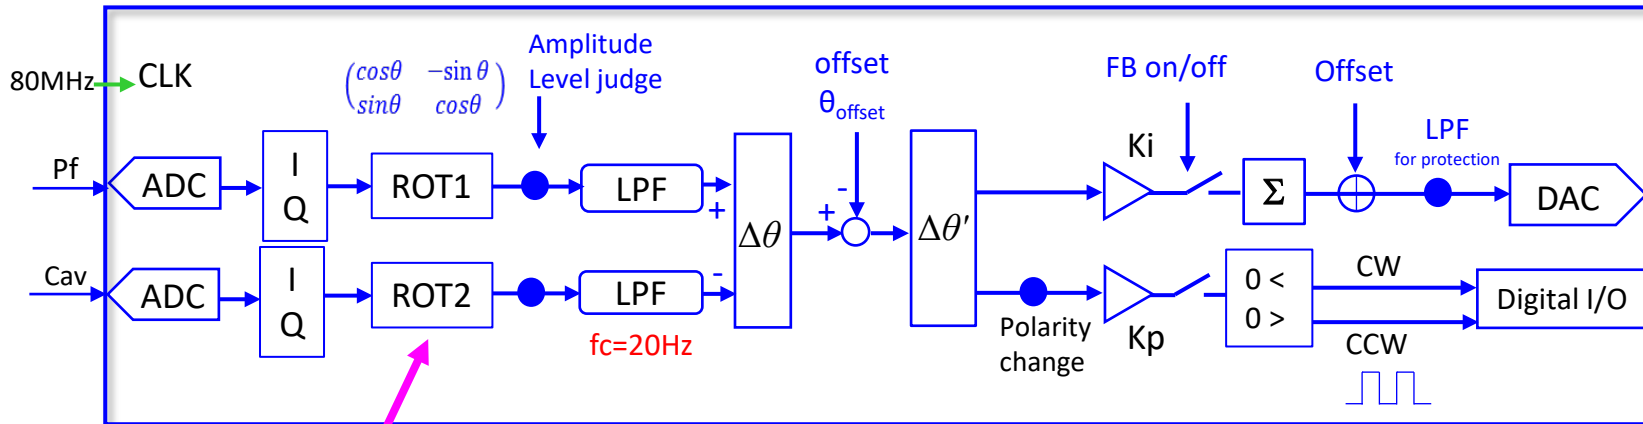 80MHz
CLK
cosθ −sin θ
sinθ cosθ
Amplitude
Level judge
offset
θoffset
FB on/off
Offset
LPF
for protection
Pf
ADC
I
Q
ROT1
LPF
+
Δθ
-
+
Δθ′
Ki
Σ
DAC
Cav
ADC
I
Q
ROT2
LPF
-
fc=20Hz
Polarity
change
Kp
0 <
0 >
CW
CCW
Digital I/O